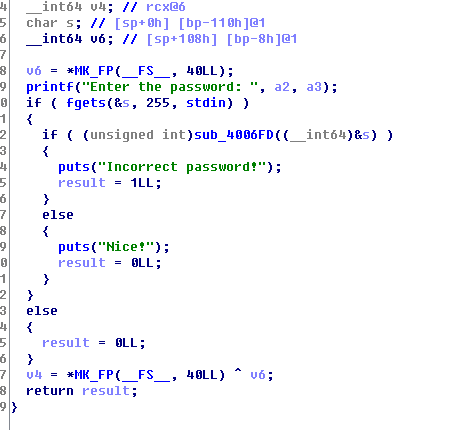 4 __int64 v4; // rcx@6
5 char s; // [sp+0h] [bp-110h]@1
6 __int64 v6; // [sp+108h] [bp-8h]@1
7
8 v6 = *MK_FP(__FS__, 40LL);
9 printf("Enter the password: ", a2, a3);
0 if ( fgets(&s, 255, stdin) )
1 {
2 if ( (unsigned int)sub_4006FD((__int64)&s) )
3 {
4 puts("Incorrect password!");
5 result = 1LL;
6 }
7 else
8 {
9 puts("Nice!");
0 result = 0LL;
1 }
2 }
3 else
4 {
5 result = 0LL;
6 }
7 v4 = *MK_FP(__FS__, 40LL) ^ v6;
8 return result;
9 }